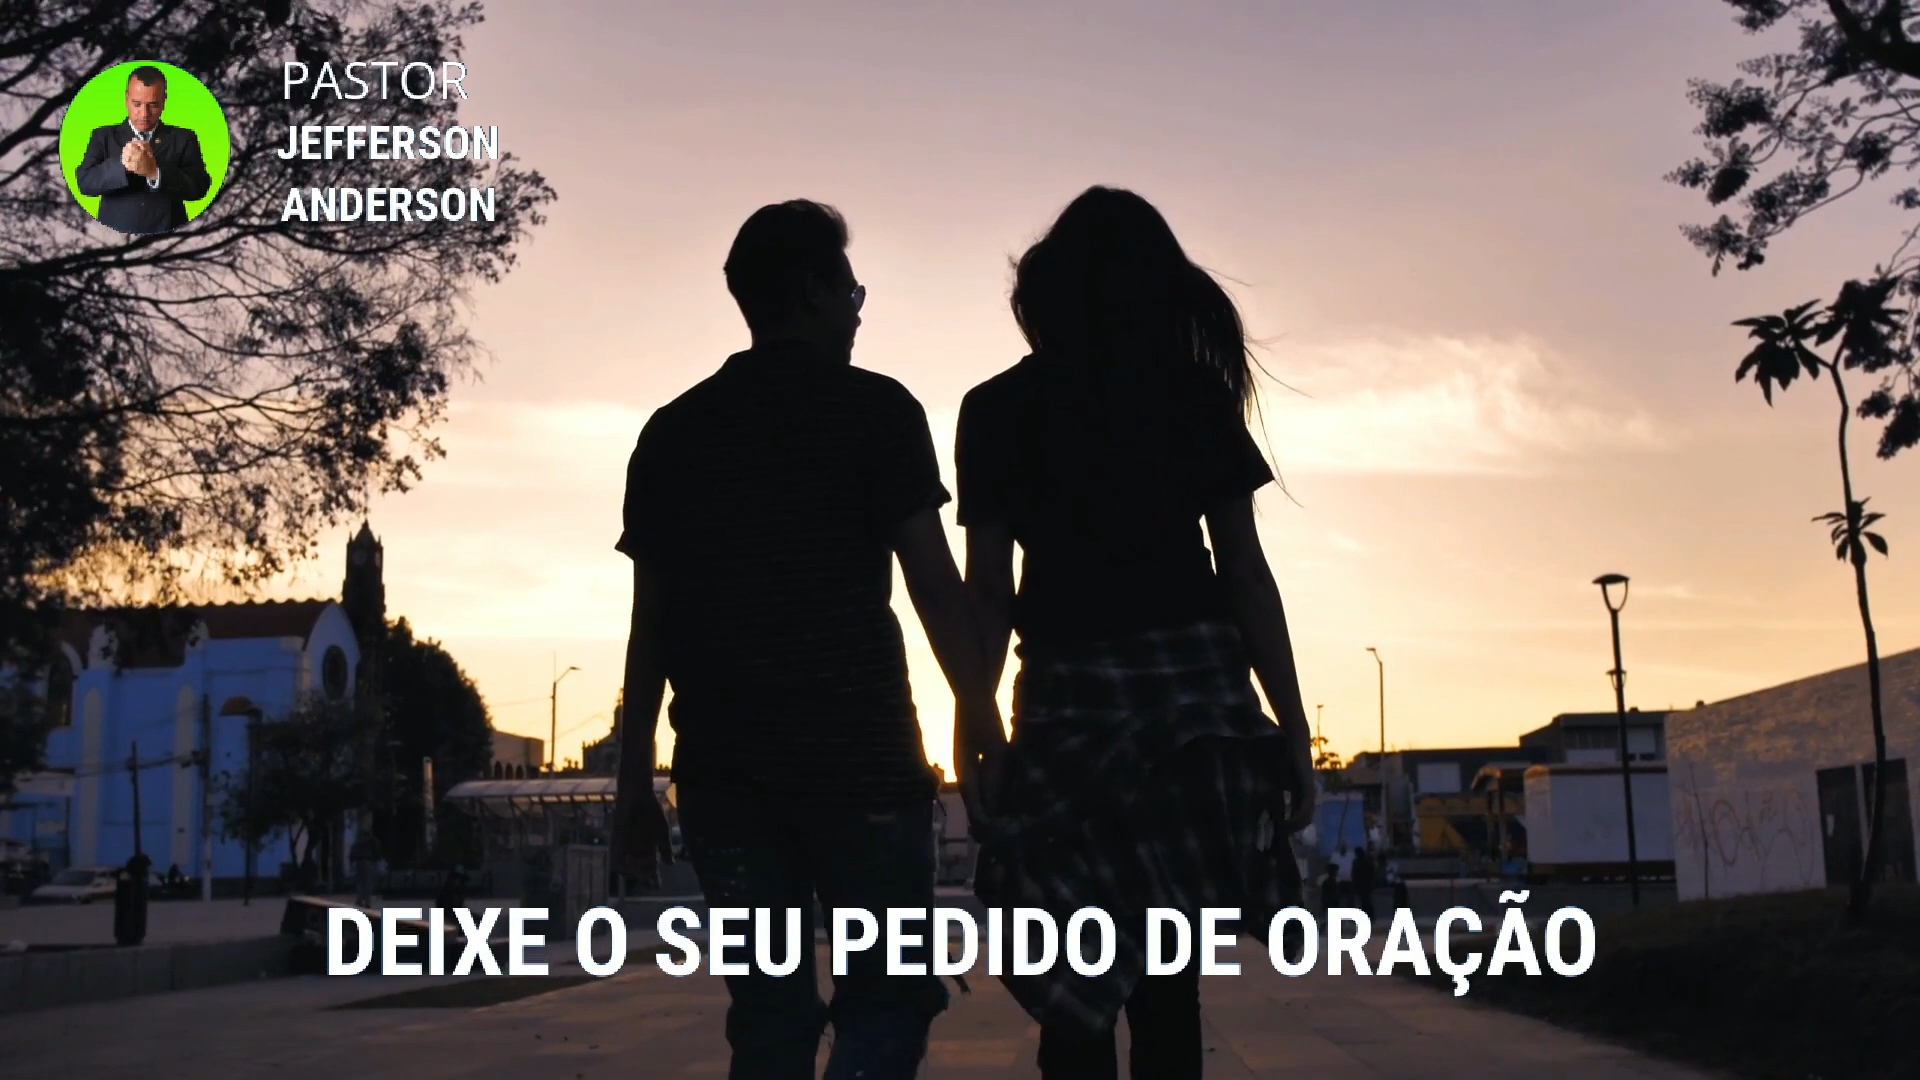 PASTOR
JEFFERSON
ANDERSON
DEIXE O SEU PEDIDO DE ORAÇÃO